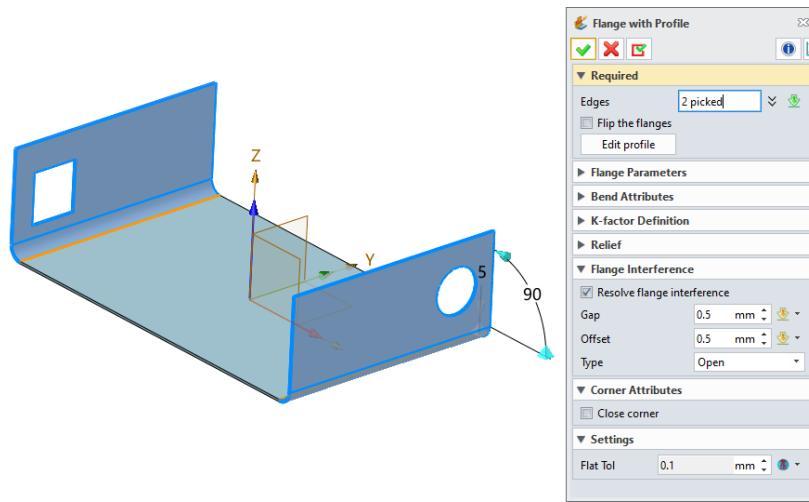 Flange with Profile
Required
Edges 2 picked
Flip the flanges
Edit profile
Flange Parameters
Bend Attributes
K-factor Definition
Relief
Flange Interference
Resolve flange interference
Gap 0.5 mm
Offset 0.5 mm
Type Open
Corner Attributes
Close corner
Settings
Flat Tol 0.1 mm
Z
Y
5
90